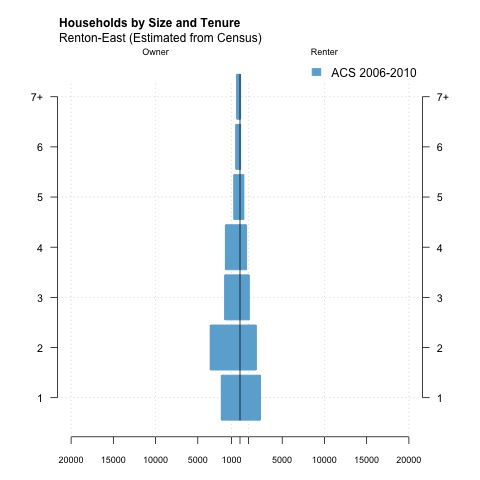 Households by Size and Tenure
Renton-East (Estimated from Census)
Owner Renter
ACS 2006-2010
7+ 7+
6 6
5 5
4 4
3 3
2 2
1 1
20000 15000 10000 5000 1000 5000 10000 15000 20000